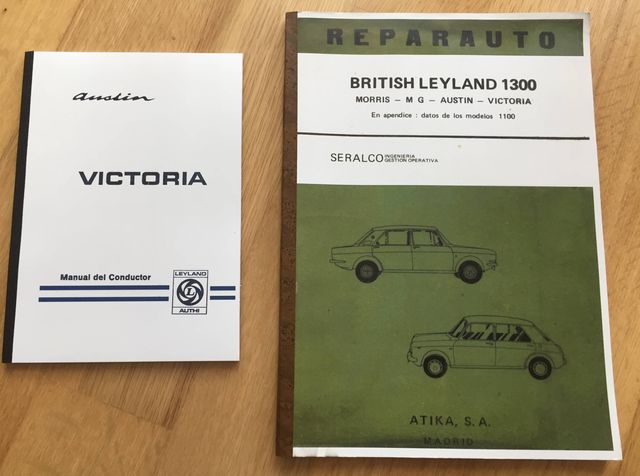 Austin
VICTORIA
Manual del Conductor
LEYLAND
L
AUTHI
REPARAUTO
BRITISH LEYLAND 1300
MORRIS – M G – AUSTIN – VICTORIA
En apendice : datos de los modelos 1100
SERALCO INGENIERIA
GESTION OPERATIVA
ATIKA, S.A.
MADRID